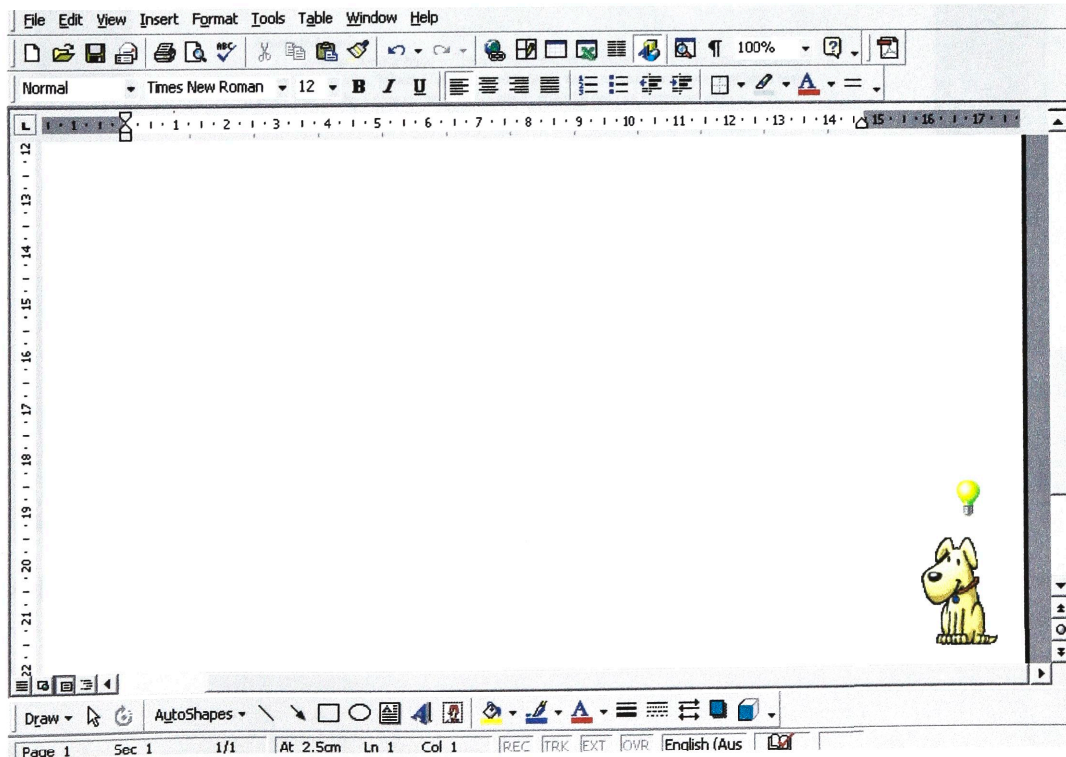 File Edit View Insert Format Tools Table Window Help
ABC 100%
Normal Times New Roman 12 B I U A
L 1 1 2 3 4 5 6 7 8 9 10 11 12 13 14 15 16 17
12
13
14
15
16
17
18
19
20
21
22
Draw AutoShapes A A
Page 1 Sec 1 1/1 At 2.5cm Ln 1 Col 1 REC TRK EXT OVR English (Aus